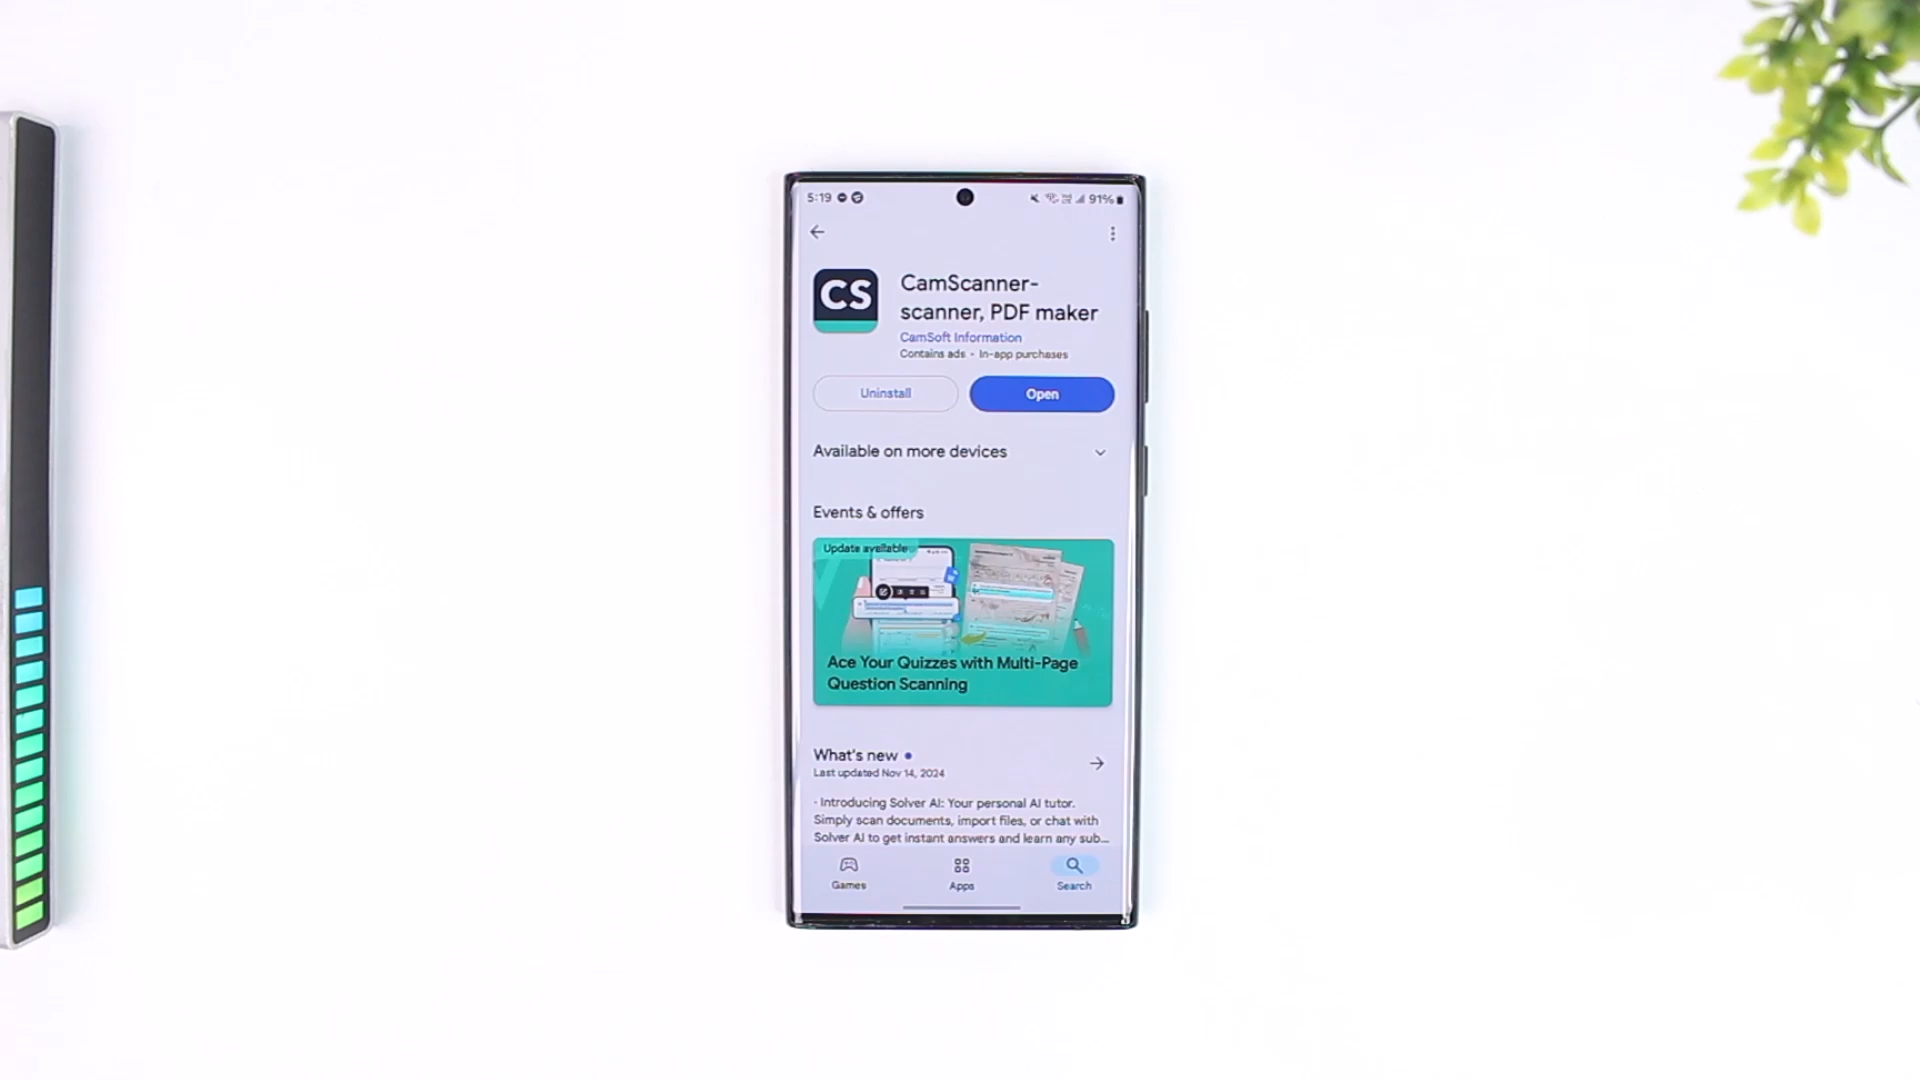 5:19
91%
CS
CamScanner-
scanner, PDF maker
CamSoft Information
Contains ads • In-app purchases
Uninstall
Open
Available on more devices
Events & offers
Update available
Ace Your Quizzes with Multi-Page
Question Scanning
What's new •
Last updated Nov 14, 2024
· Introducing Solver AI: Your personal AI tutor.
Simply scan documents, import files, or chat with
Solver AI to get instant answers and learn any sub...
Games
Apps
Search